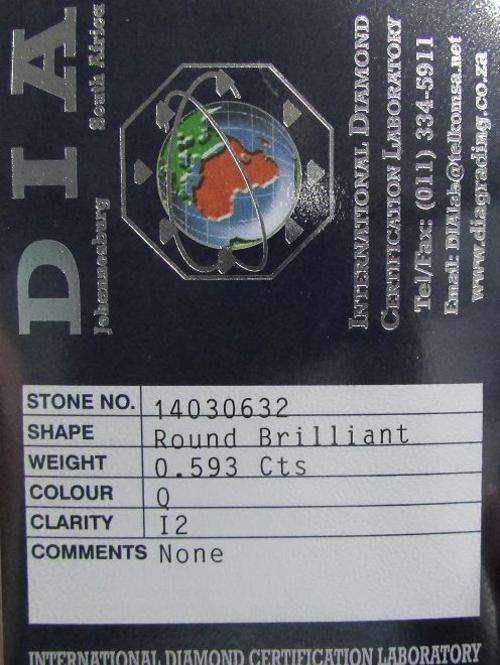 DIA
Johannesburg South Africa
INTERNATIONAL DIAMOND
CERTIFICATION LABORATORY
Tel/Fax: (011) 334-5911
Email: DIAlab@telkomsa.net
www.diagrading.co.za
STONE NO. 14030632
SHAPE Round Brilliant
WEIGHT 0.593 Cts
COLOUR Q
CLARITY I2
COMMENTS None
INTERNATIONAL DIAMOND CERTIFICATION LABORATORY